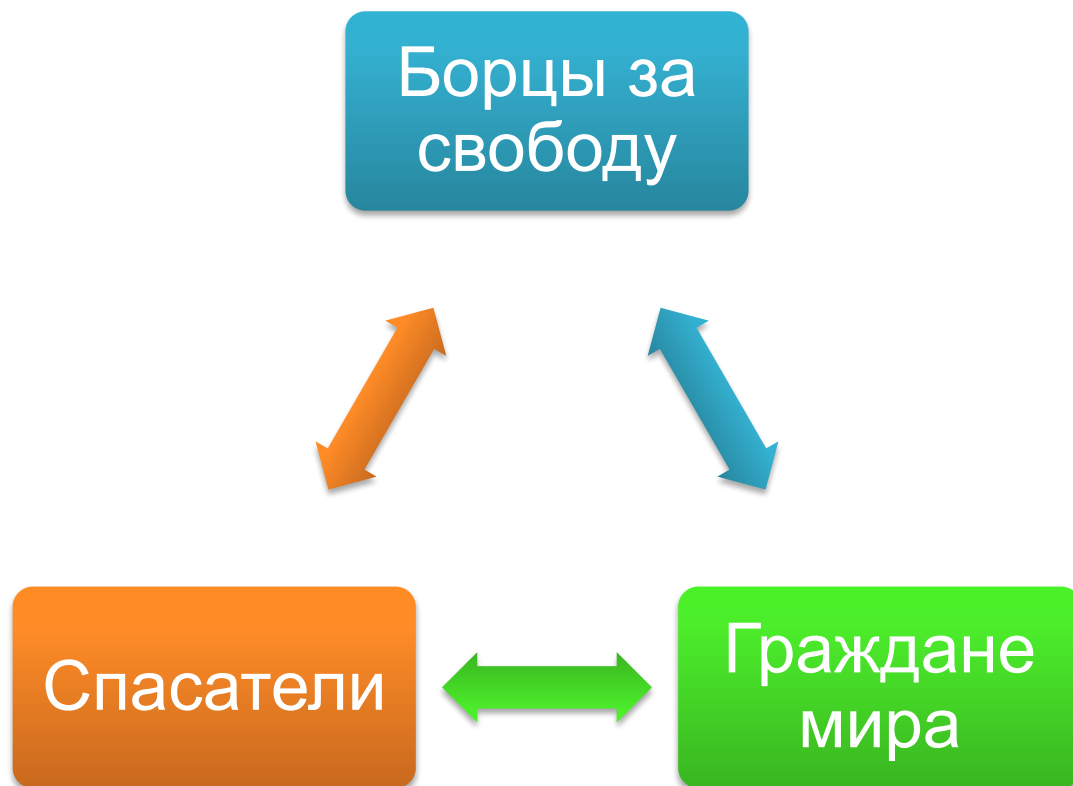 Борцы за
свободу
Спасатели
Граждане
мира